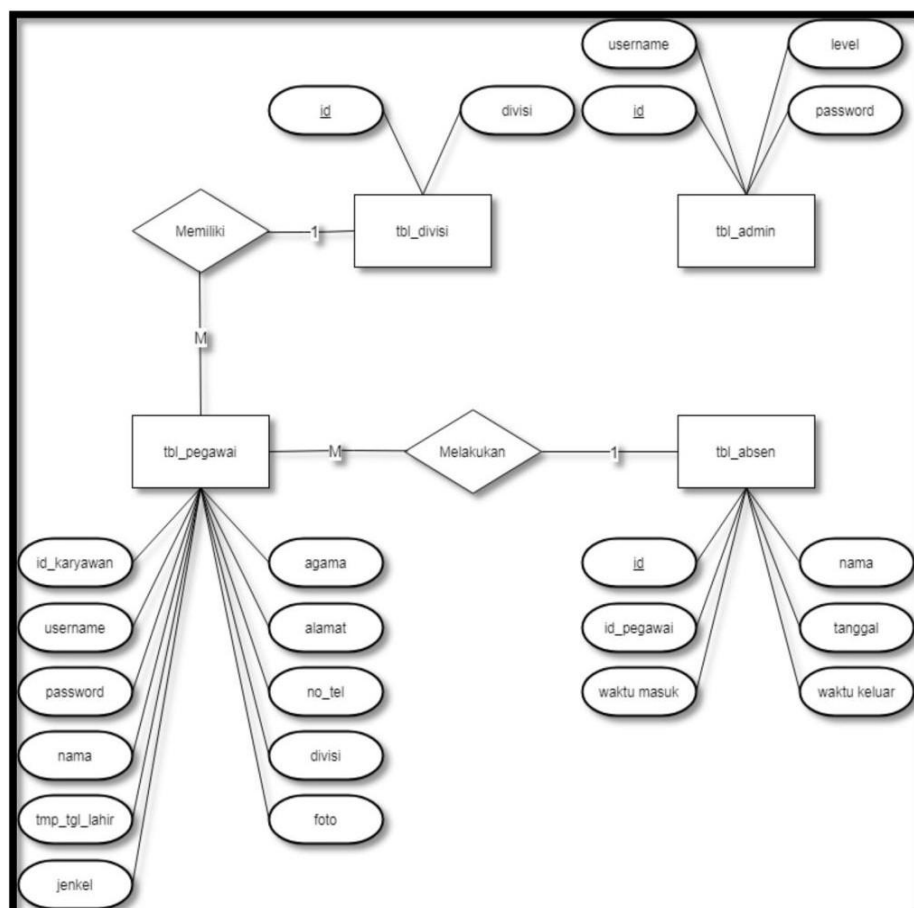 username
level
id
divisi
id
password
Memiliki
1
tbl_divisi
tbl_admin
M
tbl_pegawai
M
Melakukan
1
tbl_absen
id_karyawan
agama
id
nama
username
alamat
id_pegawai
tanggal
password
no_tel
waktu masuk
waktu keluar
nama
divisi
tmp_tgl_lahir
foto
jenkel